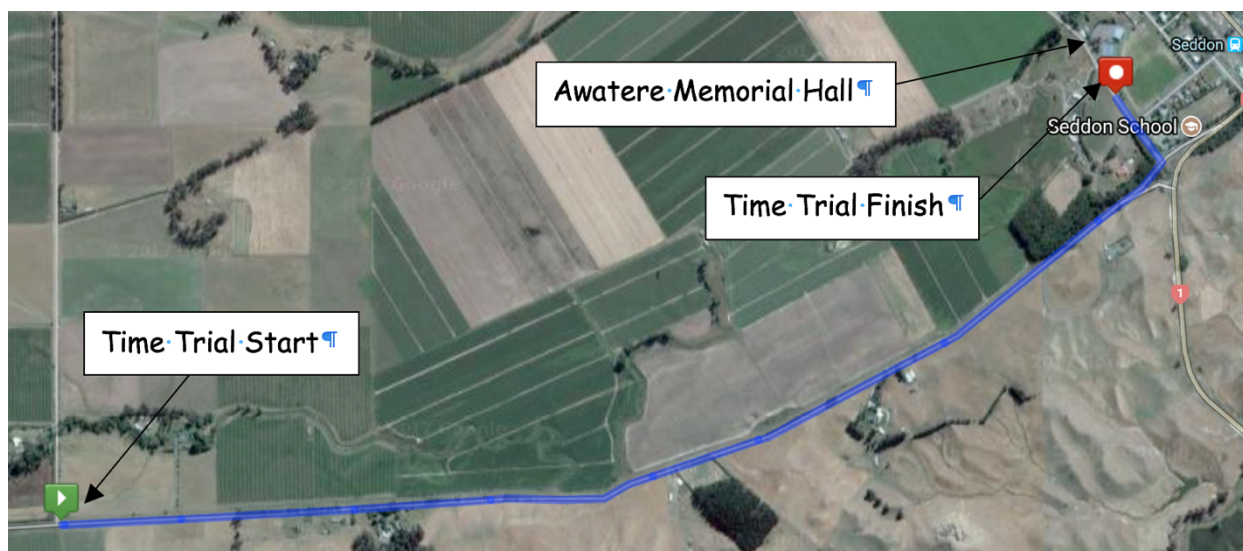 Seddon
Awatere·Memorial·Hall¶
Seddon School
Time·Trial·Finish¶
1
Time·Trial·Start¶